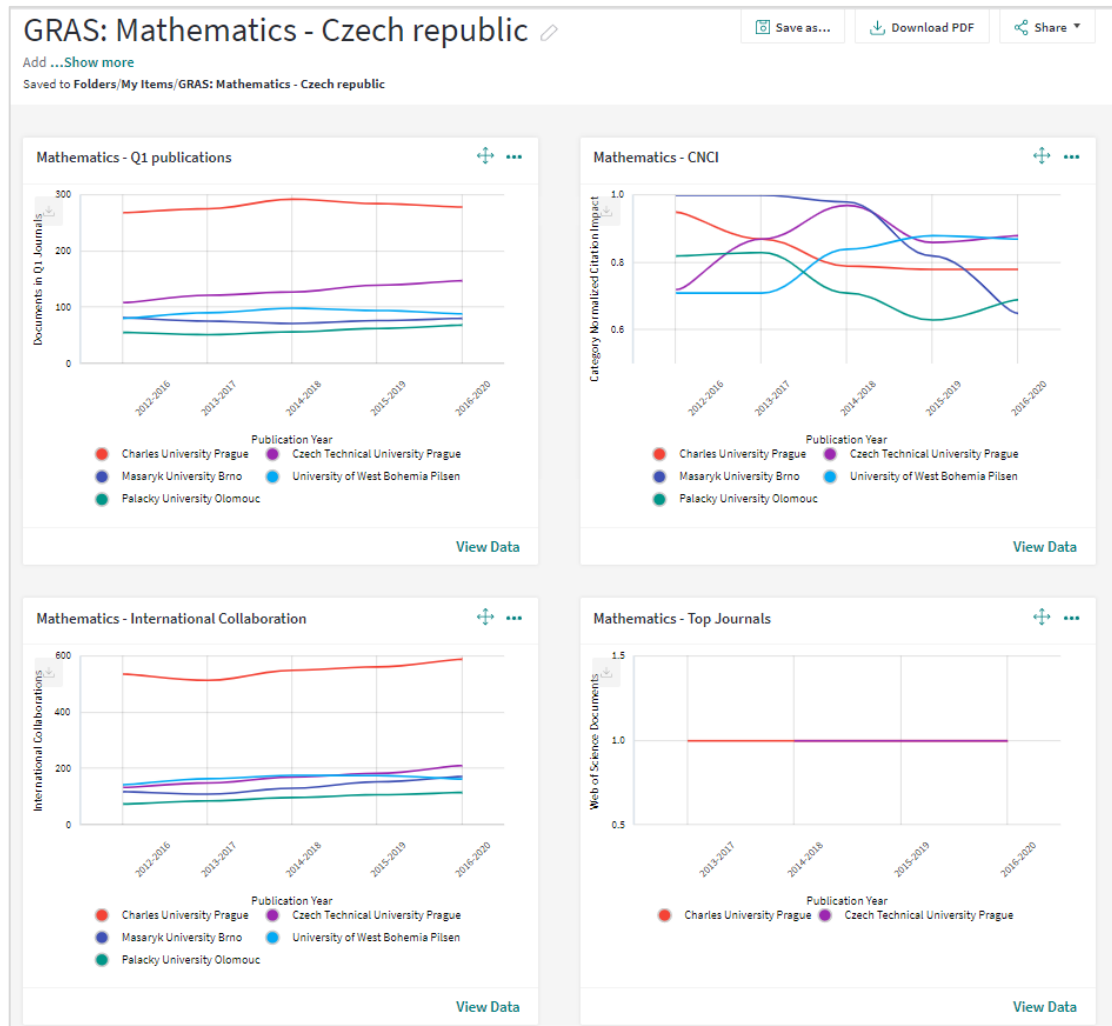 GRAS: Mathematics - Czech republic
Save as...
Download PDF
Share
Add ...Show more
Saved to Folders/My Items/GRAS: Mathematics - Czech republic
Mathematics - Q1 publications
Documents in Q1 Journals
300
200
100
0
2012-2016
2013-2017
2014-2018
2015-2019
2016-2020
Publication Year
Charles University Prague
Czech Technical University Prague
Masaryk University Brno
University of West Bohemia Pilsen
Palacky University Olomouc
View Data
Mathematics - CNCI
Category Normalized Citation Impact
1.0
0.8
0.6
2012-2016
2013-2017
2014-2018
2015-2019
2016-2020
Publication Year
Charles University Prague
Czech Technical University Prague
Masaryk University Brno
University of West Bohemia Pilsen
Palacky University Olomouc
View Data
Mathematics - International Collaboration
International Collaborations
600
400
200
0
2012-2016
2013-2017
2014-2018
2015-2019
2016-2020
Publication Year
Charles University Prague
Czech Technical University Prague
Masaryk University Brno
University of West Bohemia Pilsen
Palacky University Olomouc
View Data
Mathematics - Top Journals
Web of Science Documents
1.5
1.0
0.5
2013-2017
2014-2018
2015-2019
2016-2020
Publication Year
Charles University Prague
Czech Technical University Prague
View Data